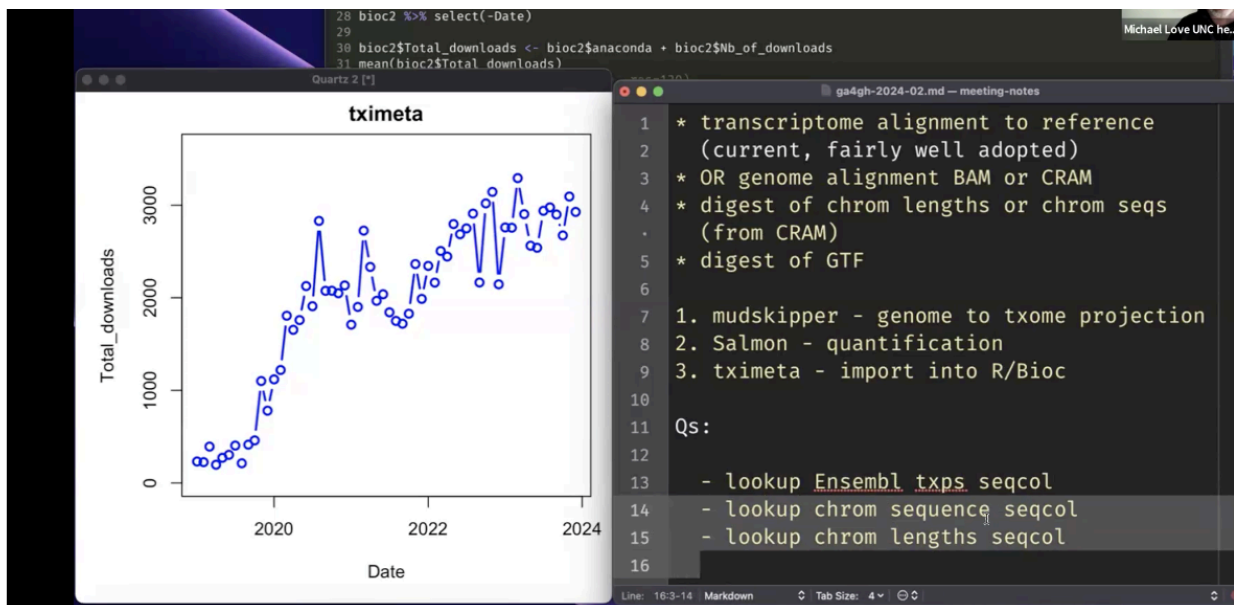 28 bioc2 %>% select(-Date)
29
30 bioc2$Total_downloads <- bioc2$anaconda + bioc2$Nb_of_downloads
31 mean(bioc2$Total_downloads)
Michael Love UNC he...
Quartz 2 [*]
tximeta
Total_downloads
3000
2000
1000
0
2020 2022 2024
Date
ga4gh-2024-02.md — meeting-notes
1 * transcriptome alignment to reference
2 (current, fairly well adopted)
3 * OR genome alignment BAM or CRAM
4 * digest of chrom lengths or chrom seqs
· (from CRAM)
5 * digest of GTF
6
7 1. mudskipper - genome to txome projection
8 2. Salmon - quantification
9 3. tximeta - import into R/Bioc
10
11 Qs:
12
13 - lookup Ensembl txps seqcol
14 - lookup chrom sequence seqcol
15 - lookup chrom lengths seqcol
16
Line: 16:3-14 Markdown Tab Size: 4